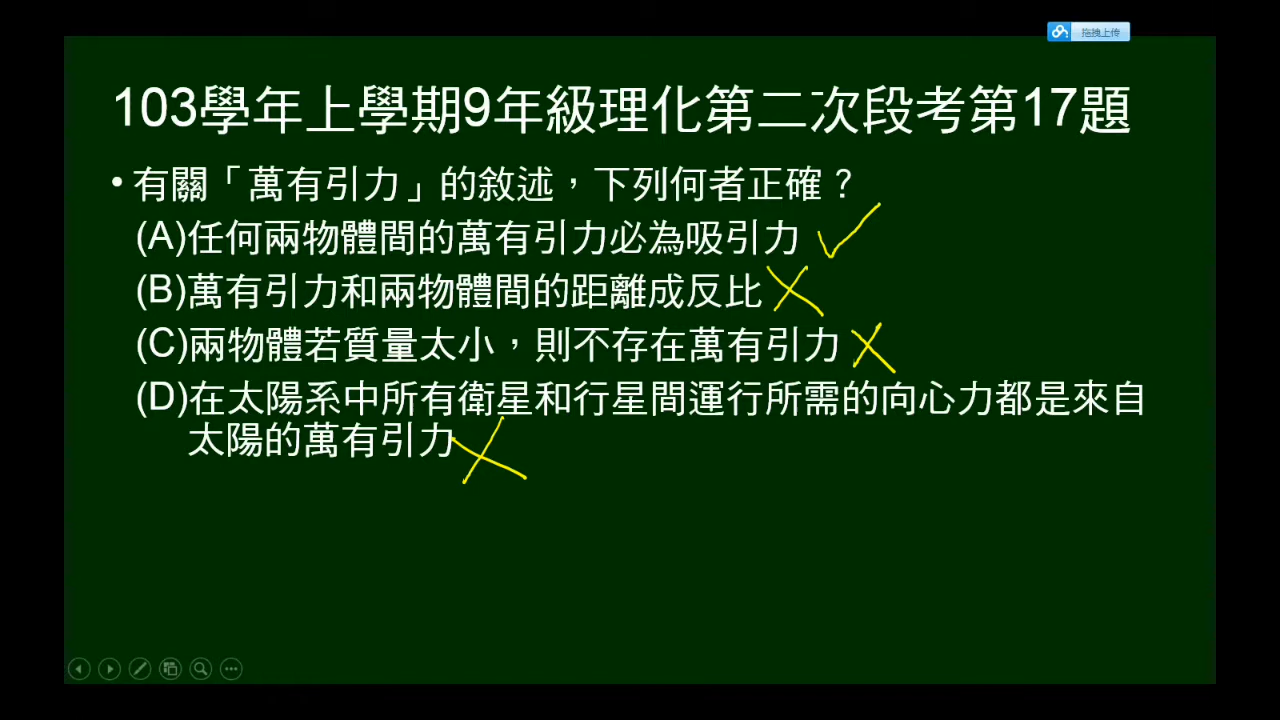 拖拽上传
103學年上學期9年級理化第二次段考第17題
• 有關「萬有引力」的敘述，下列何者正確？
(A)任何兩物體間的萬有引力必為吸引力
(B)萬有引力和兩物體間的距離成反比
(C)兩物體若質量太小，則不存在萬有引力
(D)在太陽系中所有衛星和行星間運行所需的向心力都是來自
太陽的萬有引力